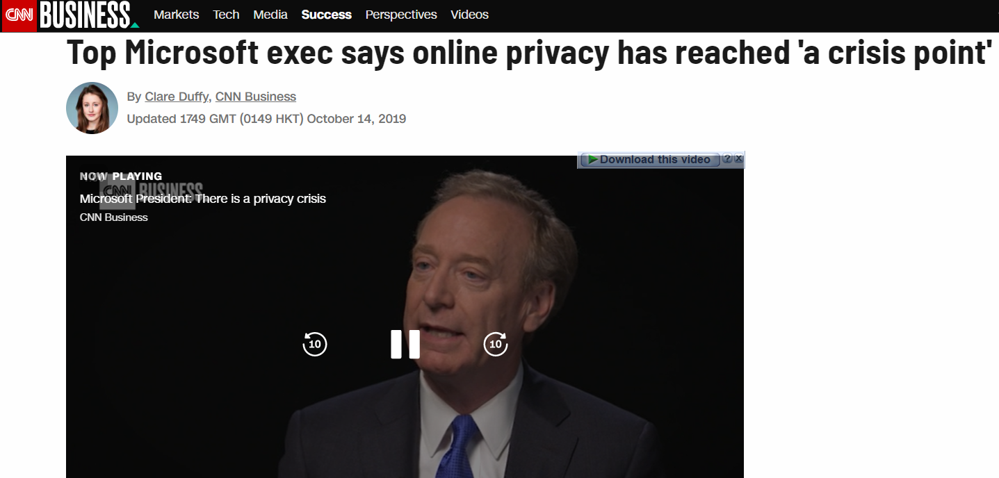 CNN BUSINESS Markets Tech Media Success Perspectives Videos
Top Microsoft exec says online privacy has reached 'a crisis point'
By Clare Duffy, CNN Business
Updated 1749 GMT (0149 HKT) October 14, 2019
Download this video ? X
NOW PLAYING
CNN BUSINESS
Microsoft President: There is a privacy crisis
CNN Business
10 10